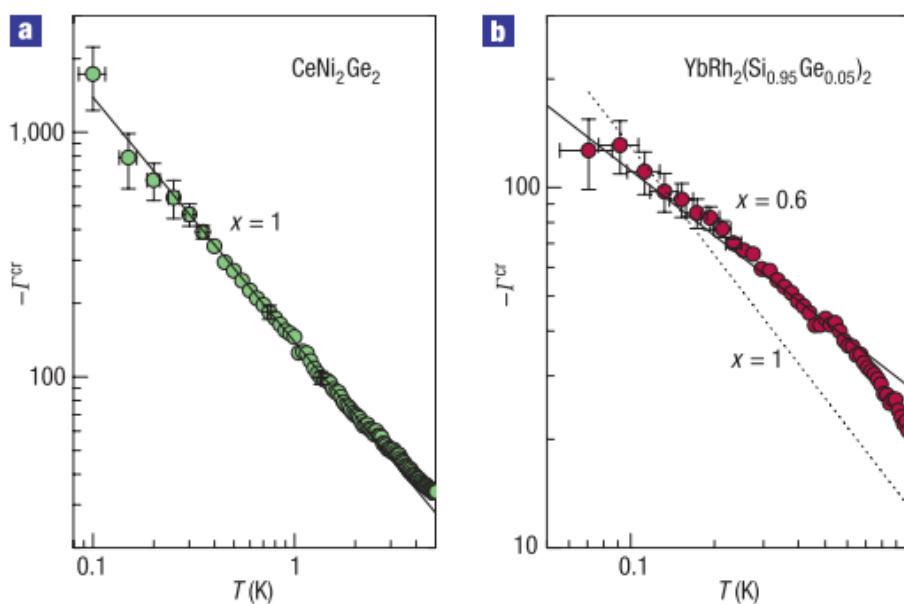 a
CeNi₂Ge₂
1,000
x = 1
−Γᶜʳ
100
0.1
1
T (K)
b
YbRh₂(Si₀.₉₅Ge₀.₀₅)₂
100
x = 0.6
−Γᶜʳ
x = 1
10
0.1
T (K)